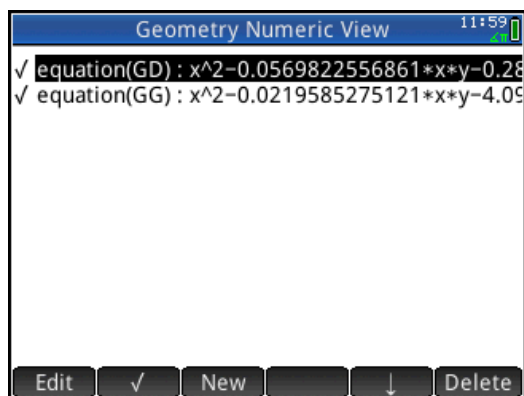 Geometry Numeric View
11:59
∡π
√ equation(GD) : x^2-0.0569822556861*x*y-0.28
√ equation(GG) : x^2-0.0219585275121*x*y-4.09
Edit √ New ↓ Delete